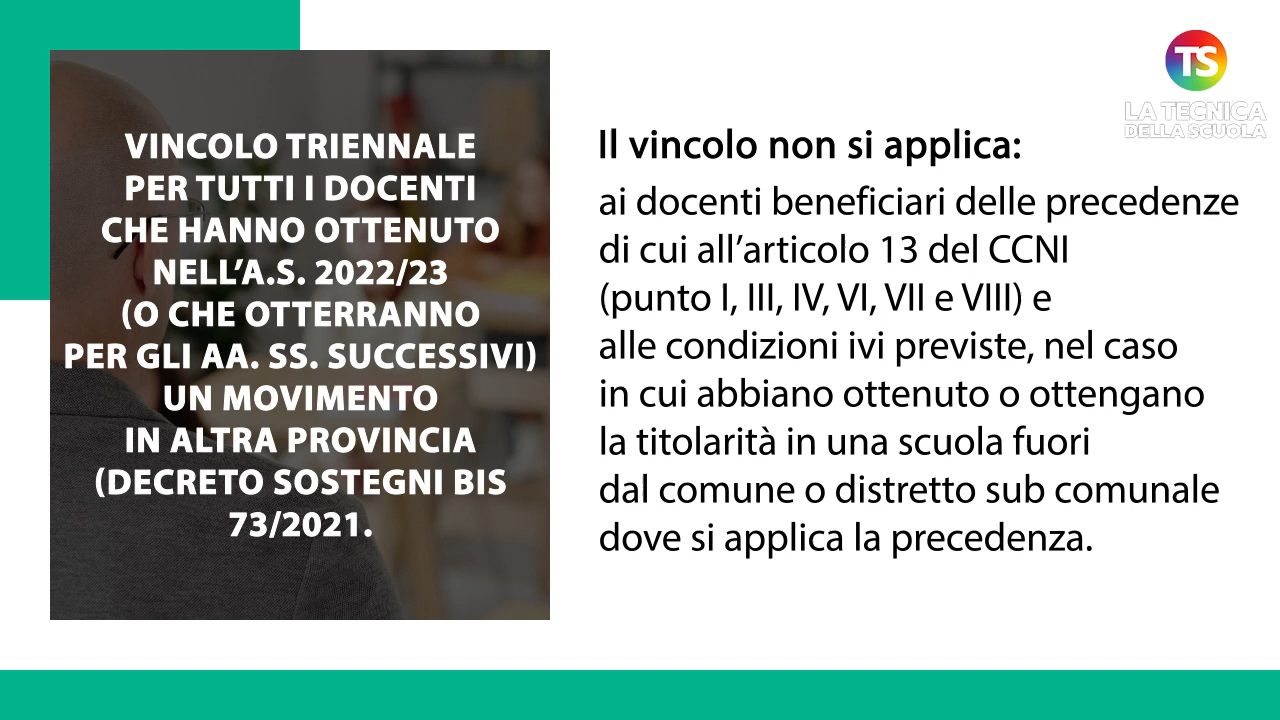 VINCOLO TRIENNALE
PER TUTTI I DOCENTI
CHE HANNO OTTENUTO
NELL’A.S. 2022/23
(O CHE OTTERRANNO
PER GLI AA. SS. SUCCESSIVI)
UN MOVIMENTO
IN ALTRA PROVINCIA
(DECRETO SOSTEGNI BIS
73/2021.
TS
LA TECNICA
DELLA SCUOLA
Il vincolo non si applica:
ai docenti beneficiari delle precedenze
di cui all’articolo 13 del CCNI
(punto I, III, IV, VI, VII e VIII) e
alle condizioni ivi previste, nel caso
in cui abbiano ottenuto o ottengano
la titolarità in una scuola fuori
dal comune o distretto sub comunale
dove si applica la precedenza.